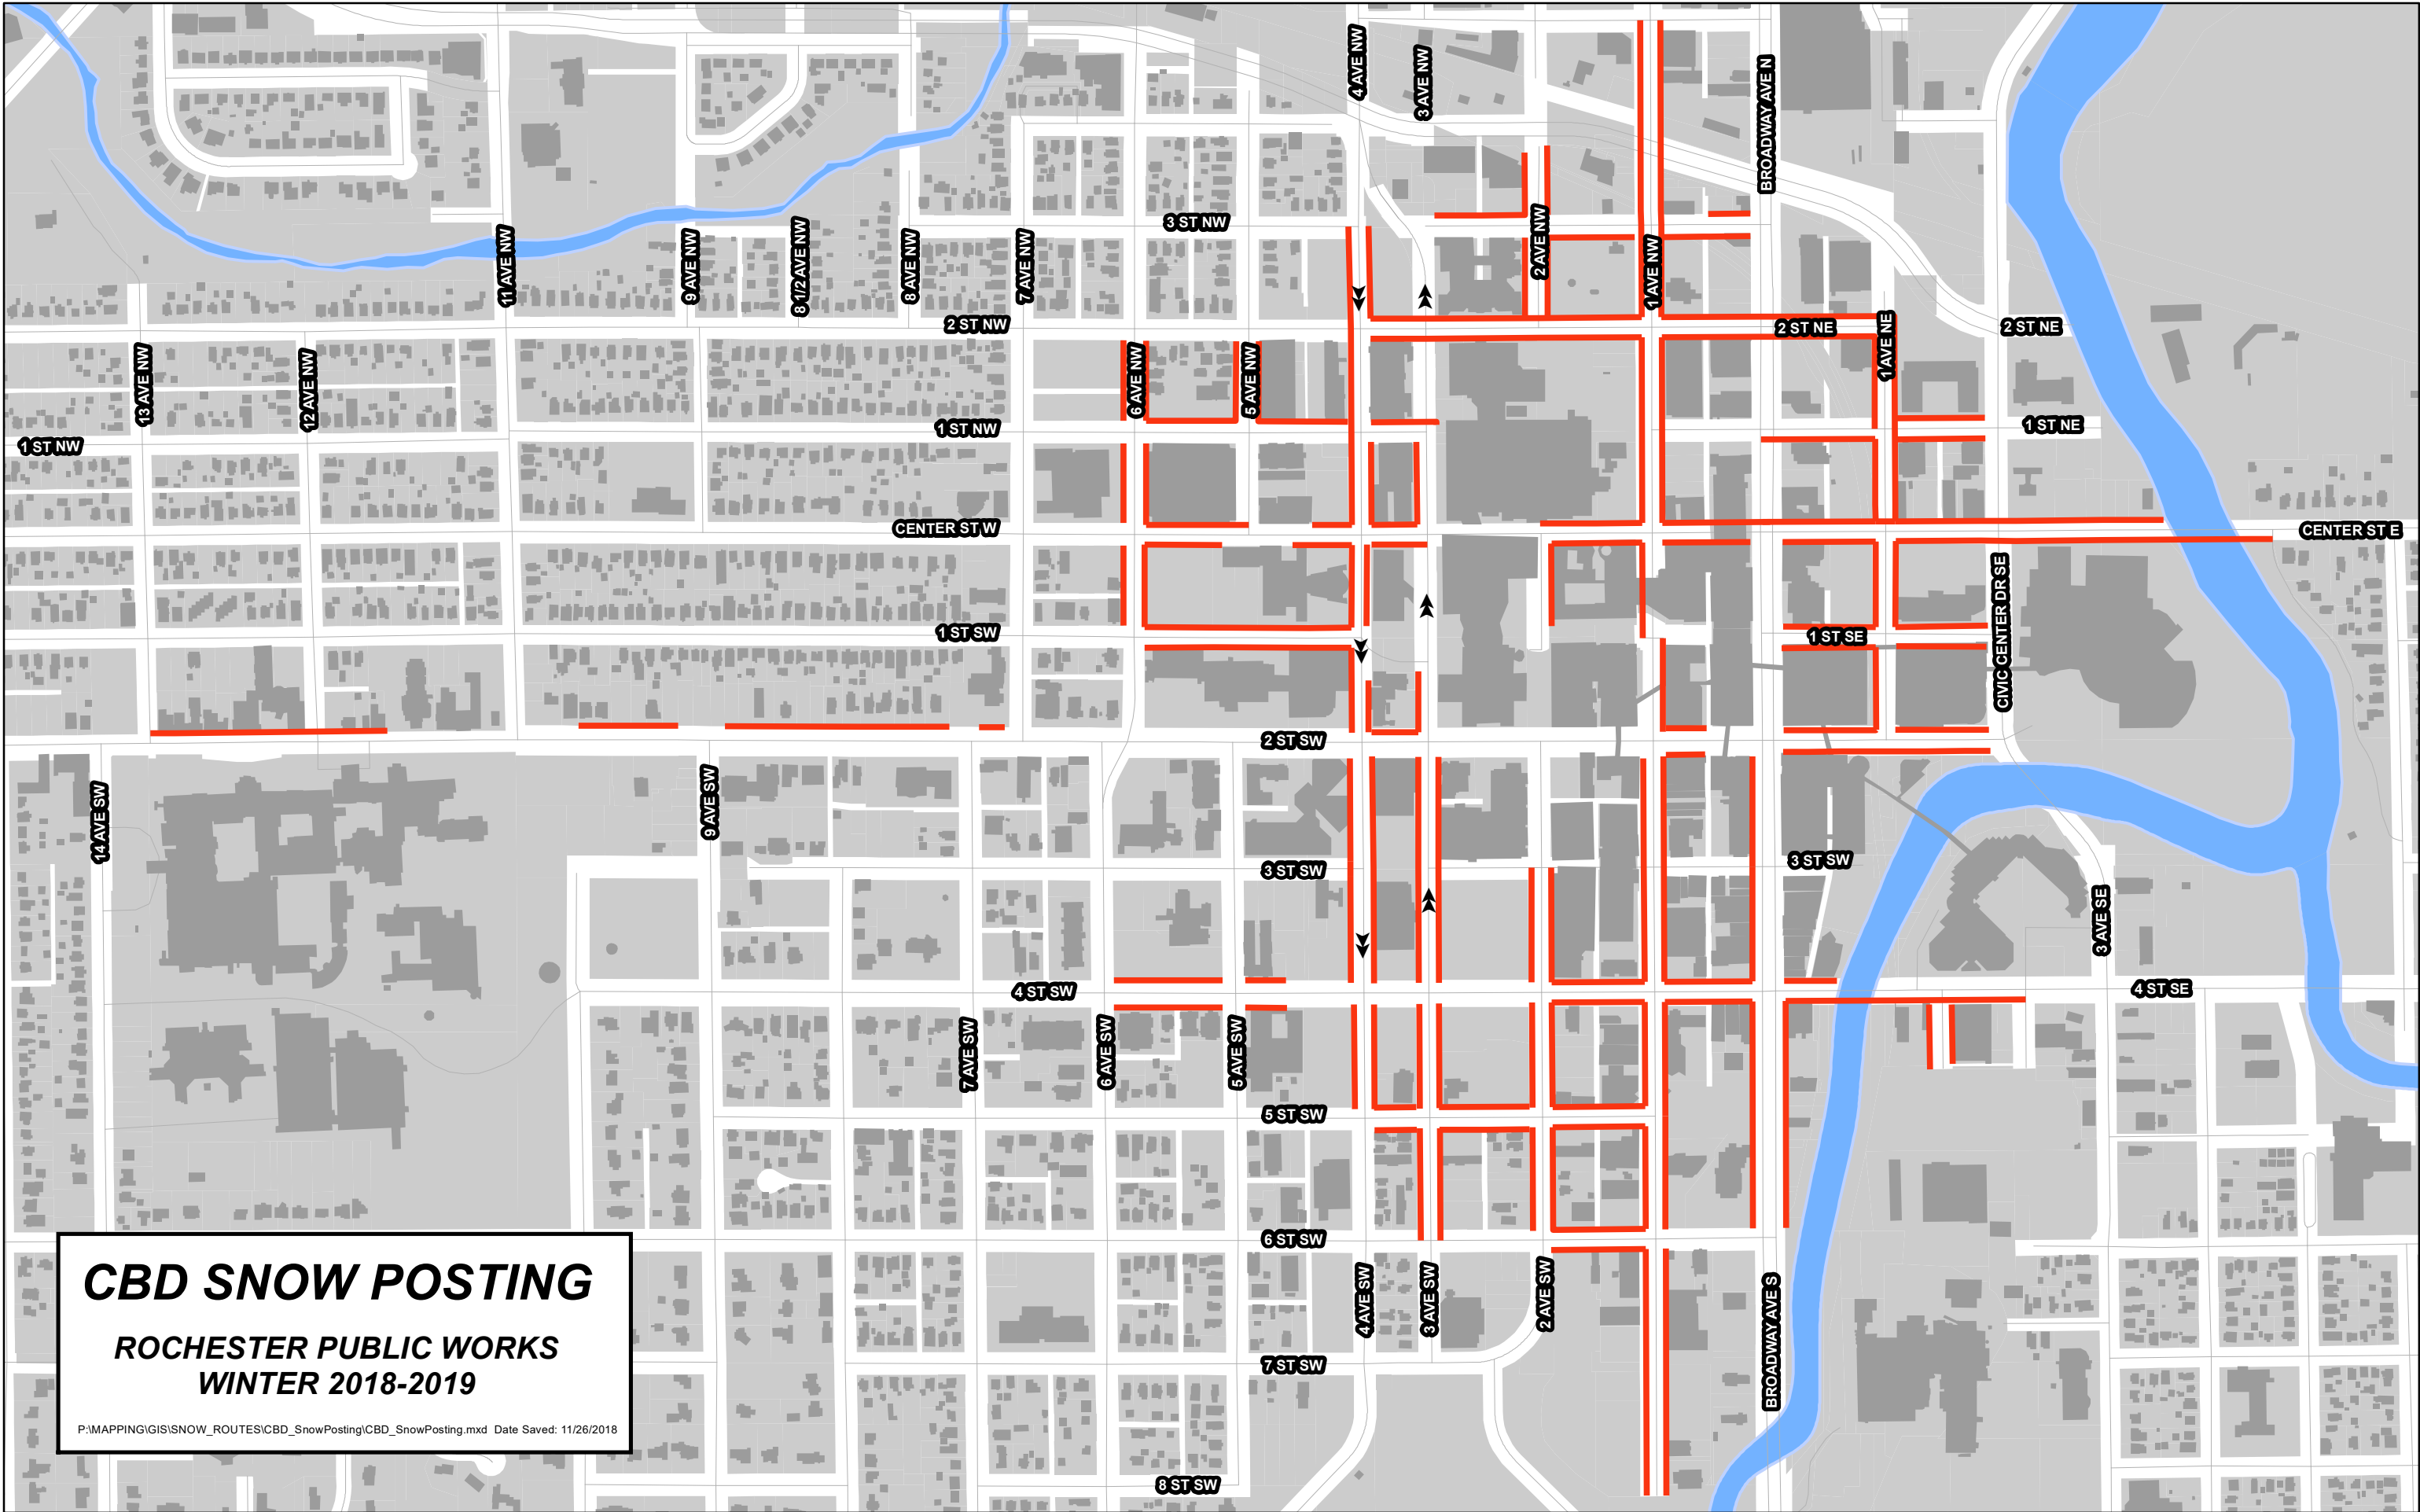 4 AVE NW
3 AVE NW
BROADWAY AVE N
3 ST NW
11 AVE NW
9 AVE NW
8 1/2 AVE NW
8 AVE NW
7 AVE NW
2 AVE NW
1 AVE NW
2 ST NW
2 ST NE
1 AVE NE
2 ST NE
13 AVE NW
12 AVE NW
6 AVE NW
5 AVE NW
1 ST NW
1 ST NW
1 ST NE
CENTER ST W
CENTER ST E
1 ST SW
1 ST SE
CIVIC CENTER DR SE
2 ST SW
14 AVE SW
9 AVE SW
3 ST SW
3 ST SW
3 AVE SE
4 ST SW
4 ST SE
7 AVE SW
6 AVE SW
5 AVE SW
5 ST SW
6 ST SW
4 AVE SW
3 AVE SW
2 AVE SW
BROADWAY AVE S
7 ST SW
8 ST SW
CBD SNOW POSTING
ROCHESTER PUBLIC WORKS
WINTER 2018-2019
P:\MAPPING\GIS\SNOW_ROUTES\CBD_SnowPosting\CBD_SnowPosting.mxd Date Saved: 11/26/2018